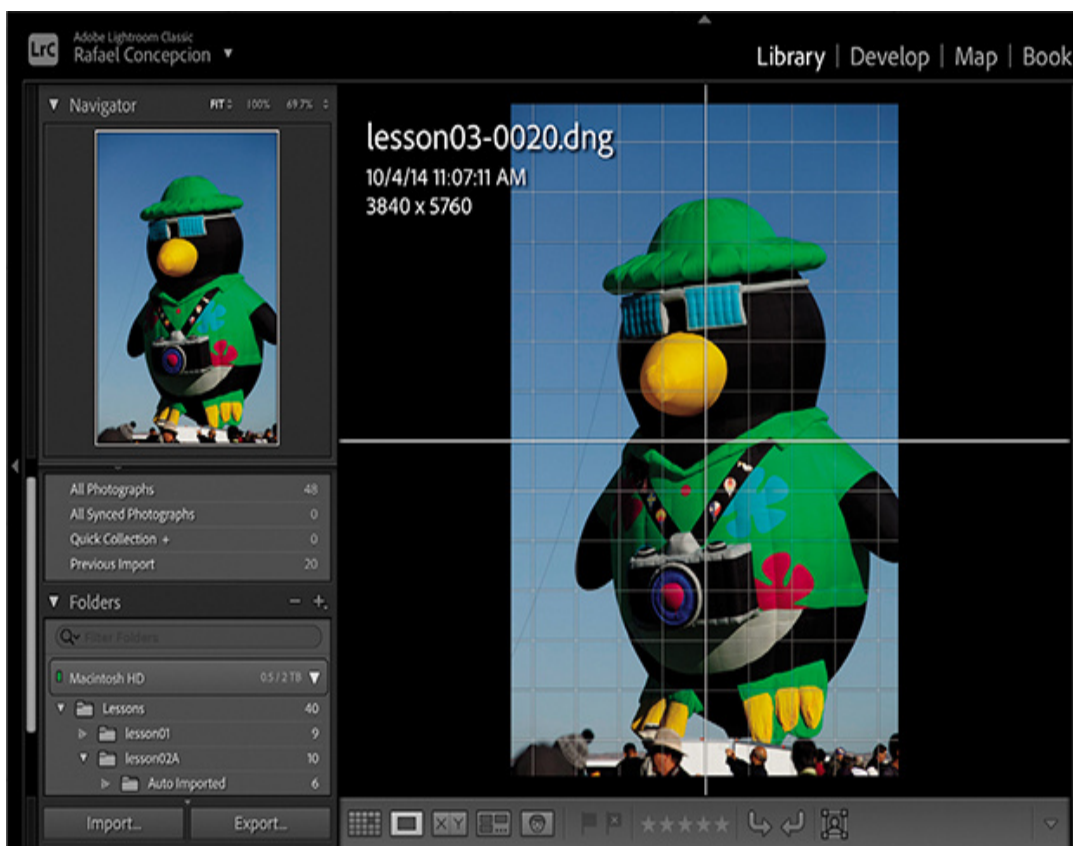 LrC
Adobe Lightroom Classic
Rafael Concepcion
Library | Develop | Map | Book
Navigator FIT 100% 69.7%
lesson03-0020.dng
10/4/14 11:07:11 AM
3840 x 5760
All Photographs 48
All Synced Photographs 0
Quick Collection + 0
Previous Import 20
Folders − +
Filter Folders
Macintosh HD 0.5 / 2 TB
Lessons 40
lesson01 9
lesson02A 10
Auto Imported 6
Import... Export...
X Y